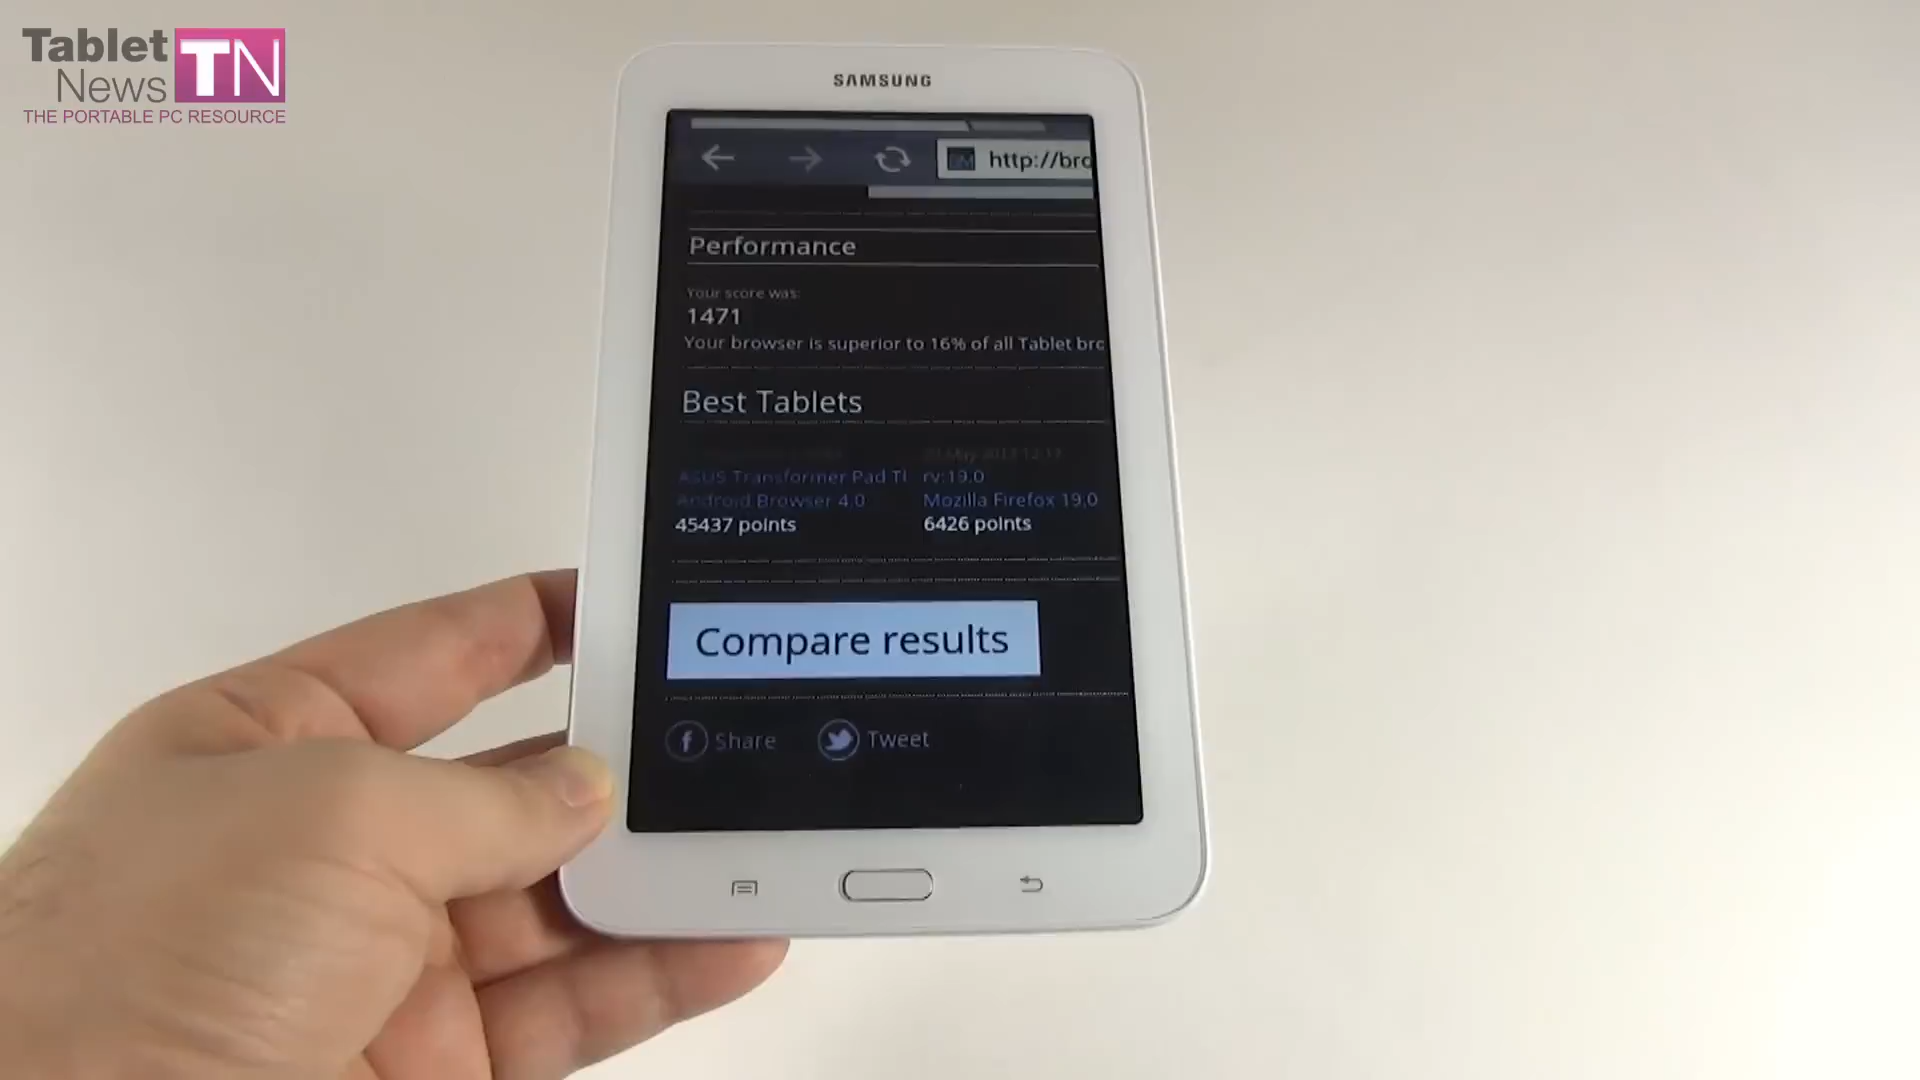 Tablet
News
TN
THE PORTABLE PC RESOURCE
SAMSUNG
http://bro
Performance
Your score was:
1471
Your browser is superior to 16% of all Tablet bro
Best Tablets
ASUS Transformer Pad TI
Android Browser 4.0
45437 points
rv:19.0
Mozilla Firefox 19.0
6426 points
Compare results
f Share
Tweet